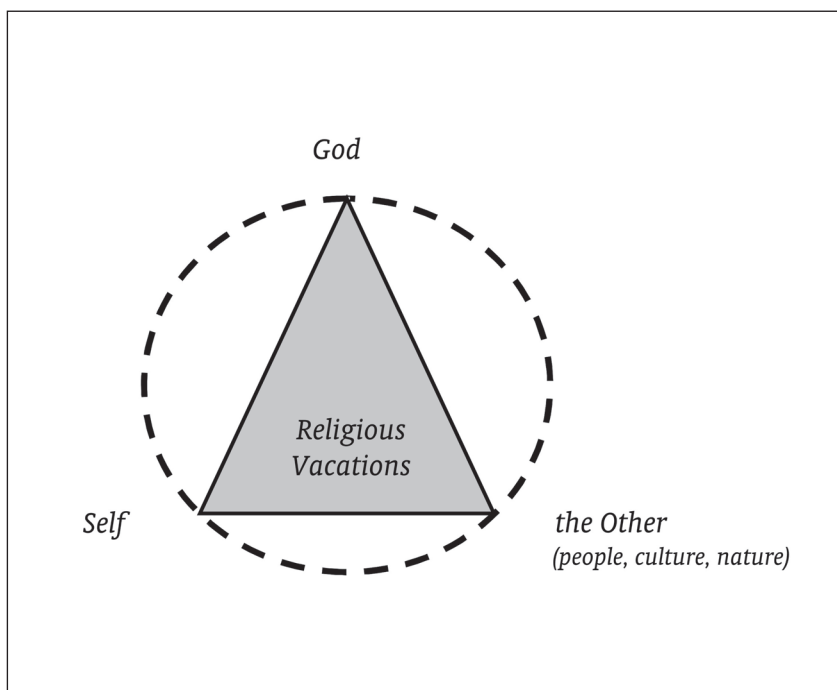 God
Religious
Vacations
Self
the Other
(people, culture, nature)